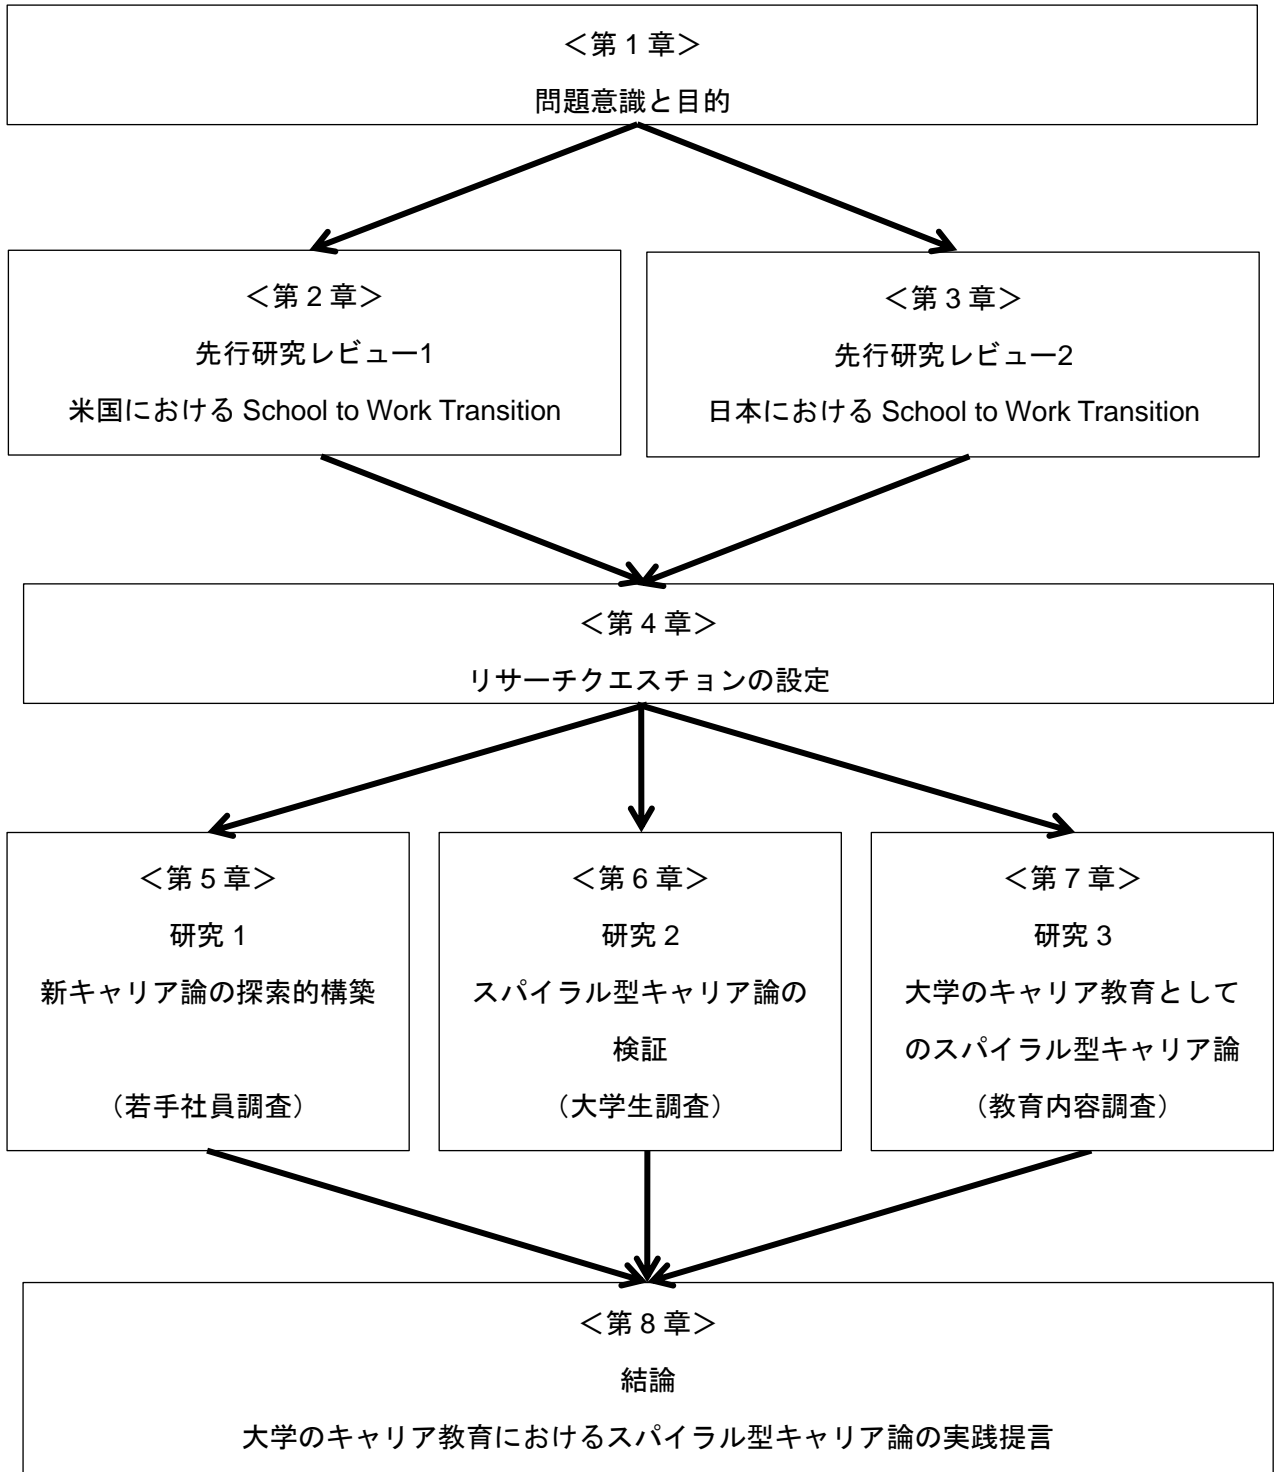 ＜第 1 章＞
問題意識と目的
＜第 2 章＞
先行研究レビュー1
米国における School to Work Transition
＜第 3 章＞
先行研究レビュー2
日本における School to Work Transition
＜第 4 章＞
リサーチクエスチョンの設定
＜第 5 章＞
研究 1
新キャリア論の探索的構築
（若手社員調査）
＜第 6 章＞
研究 2
スパイラル型キャリア論の
検証
（大学生調査）
＜第 7 章＞
研究 3
大学のキャリア教育として
のスパイラル型キャリア論
（教育内容調査）
＜第 8 章＞
結論
大学のキャリア教育におけるスパイラル型キャリア論の実践提言